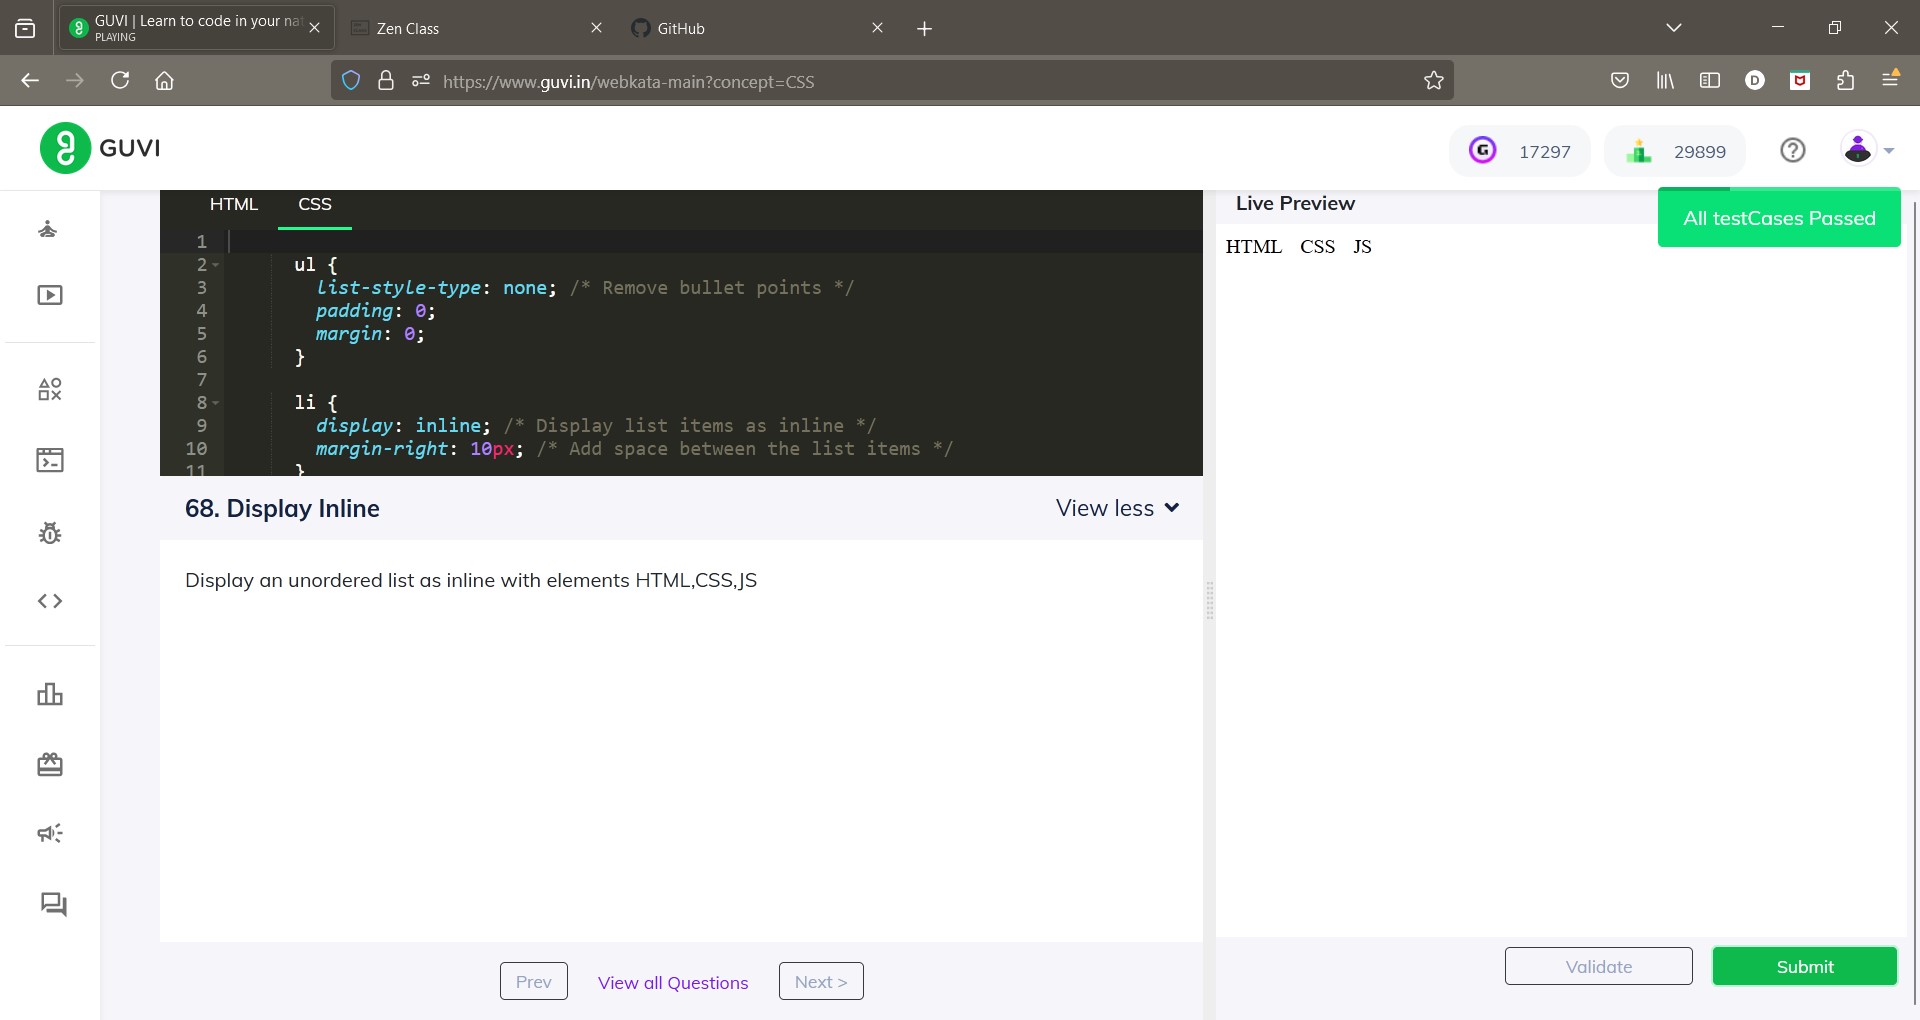 GUVI | Learn to code in your nat
PLAYING
Zen Class
GitHub
https://www.guvi.in/webkata-main?concept=CSS
D
GUVI
G
17297
29899
HTML CSS
Live Preview
All testCases Passed
HTML CSS JS
1
2 ul {
3 list-style-type: none; /* Remove bullet points */
4 padding: 0;
5 margin: 0;
6 }
7
8 li {
9 display: inline; /* Display list items as inline */
10 margin-right: 10px; /* Add space between the list items */
11 }
68. Display Inline
View less
Display an unordered list as inline with elements HTML,CSS,JS
Prev
View all Questions
Next >
Validate
Submit